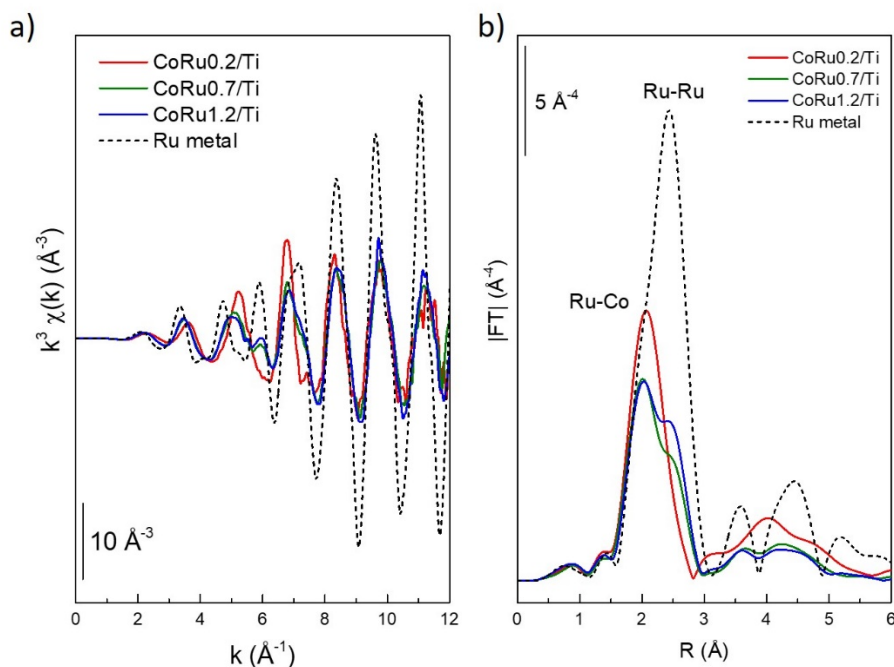 a)
CoRu0.2/Ti
CoRu0.7/Ti
CoRu1.2/Ti
Ru metal
k³ χ(k) (Å⁻³)
10 Å⁻³
0 2 4 6 8 10 12
k (Å⁻¹)
b)
CoRu0.2/Ti
CoRu0.7/Ti
CoRu1.2/Ti
Ru metal
5 Å⁻⁴
Ru-Ru
Ru-Co
|FT| (Å⁻⁴)
0 1 2 3 4 5 6
R (Å)